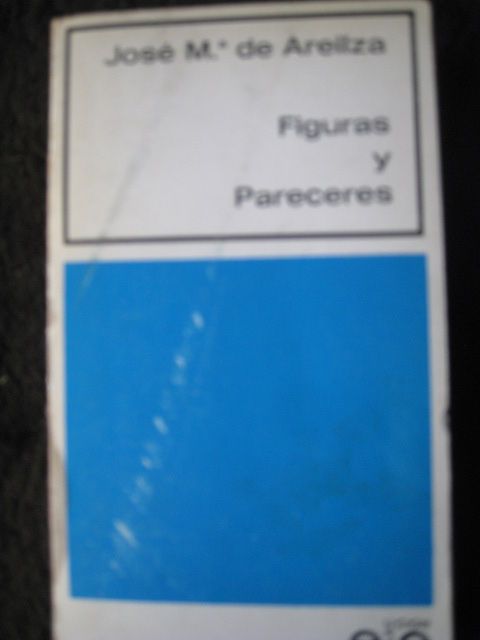 José M.ª de Areilza
Figuras
y
Pareceres